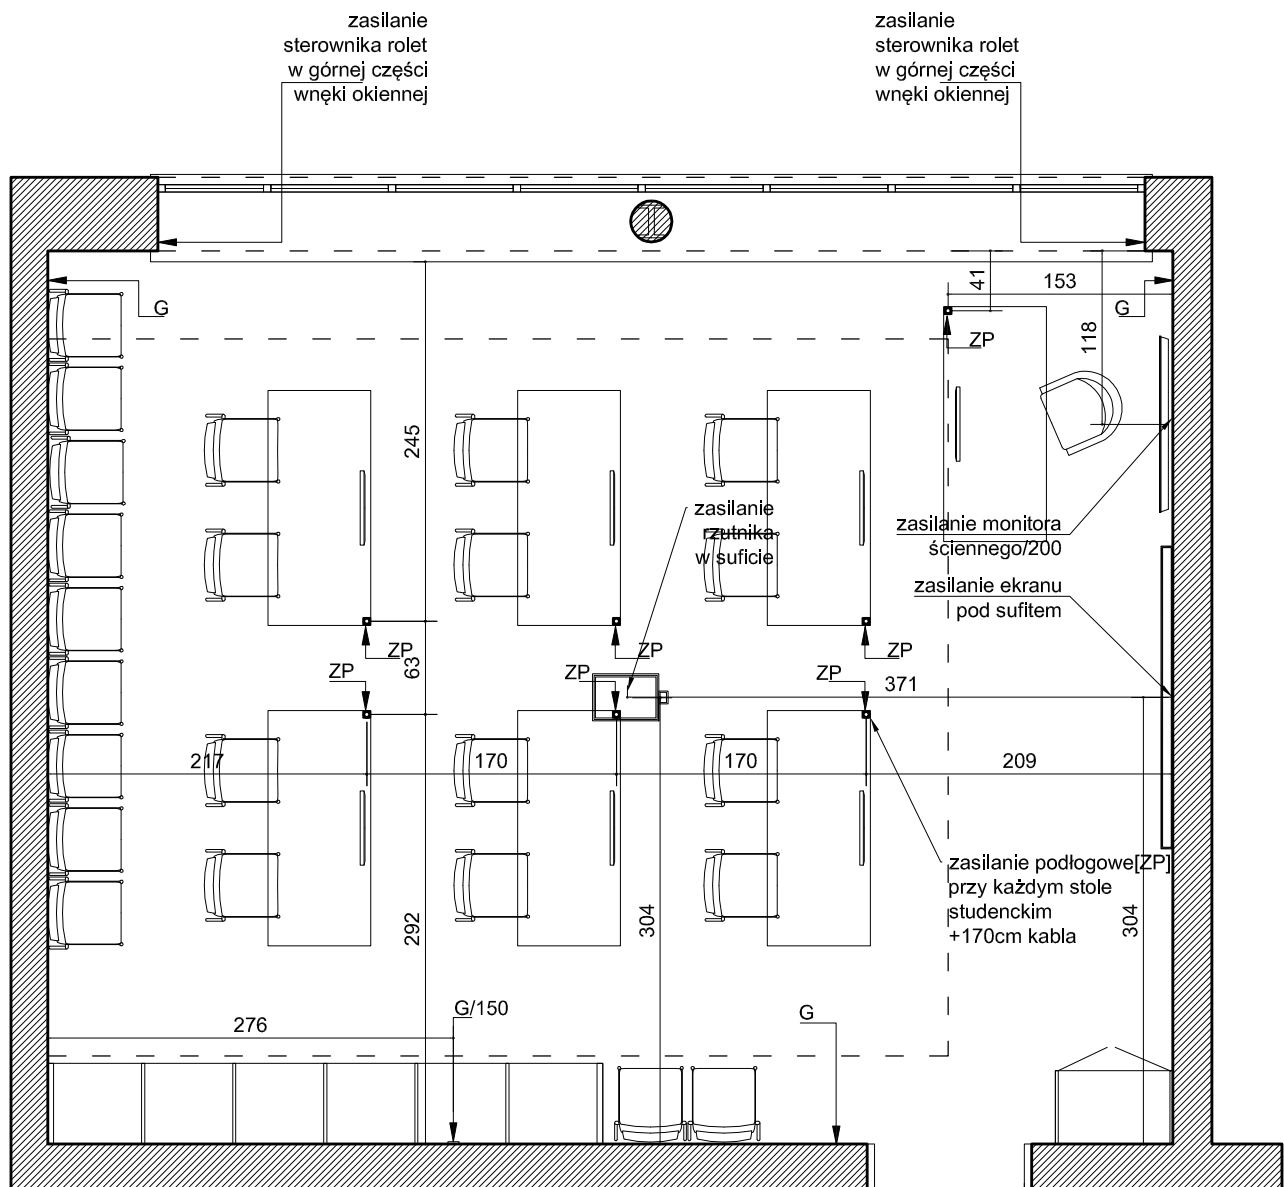 zasilanie
sterownika rolet
w górnej części
wnęki okiennej
zasilanie
sterownika rolet
w górnej części
wnęki okiennej
G
41
153
G
118
ZP
245
zasilanie
rzutnika
w suficie
zasilanie monitora
ściennego/200
zasilanie ekranu
pod sufitem
ZP
63
ZP
ZP
ZP
ZP
ZP
371
217
170
170
209
zasilanie podłogowe[ZP]
przy każdym stole
studenckim
+170cm kabla
292
304
304
276
G/150
G